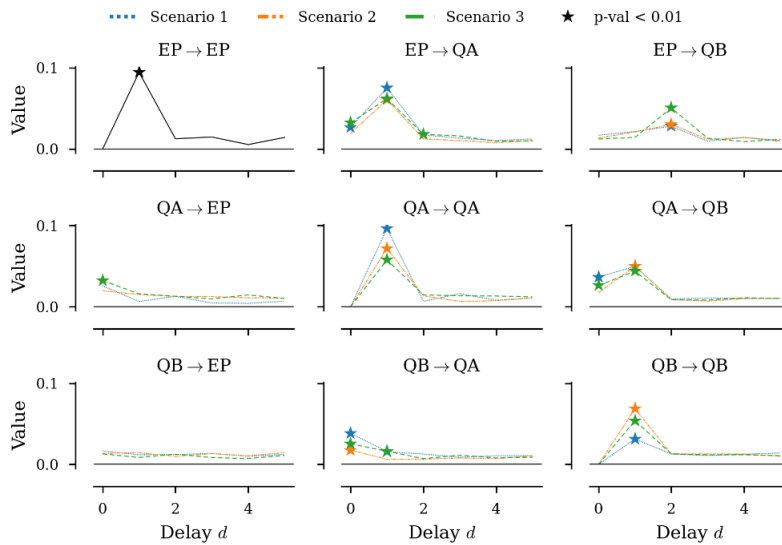 Scenario 1 Scenario 2 Scenario 3 p-val < 0.01
EP → EP EP → QA EP → QB
Value 0.1 0.0
QA → EP QA → QA QA → QB
Value 0.1 0.0
QB → EP QB → QA QB → QB
Value 0.1 0.0
0 2 4 0 2 4 0 2 4
Delay d Delay d Delay d